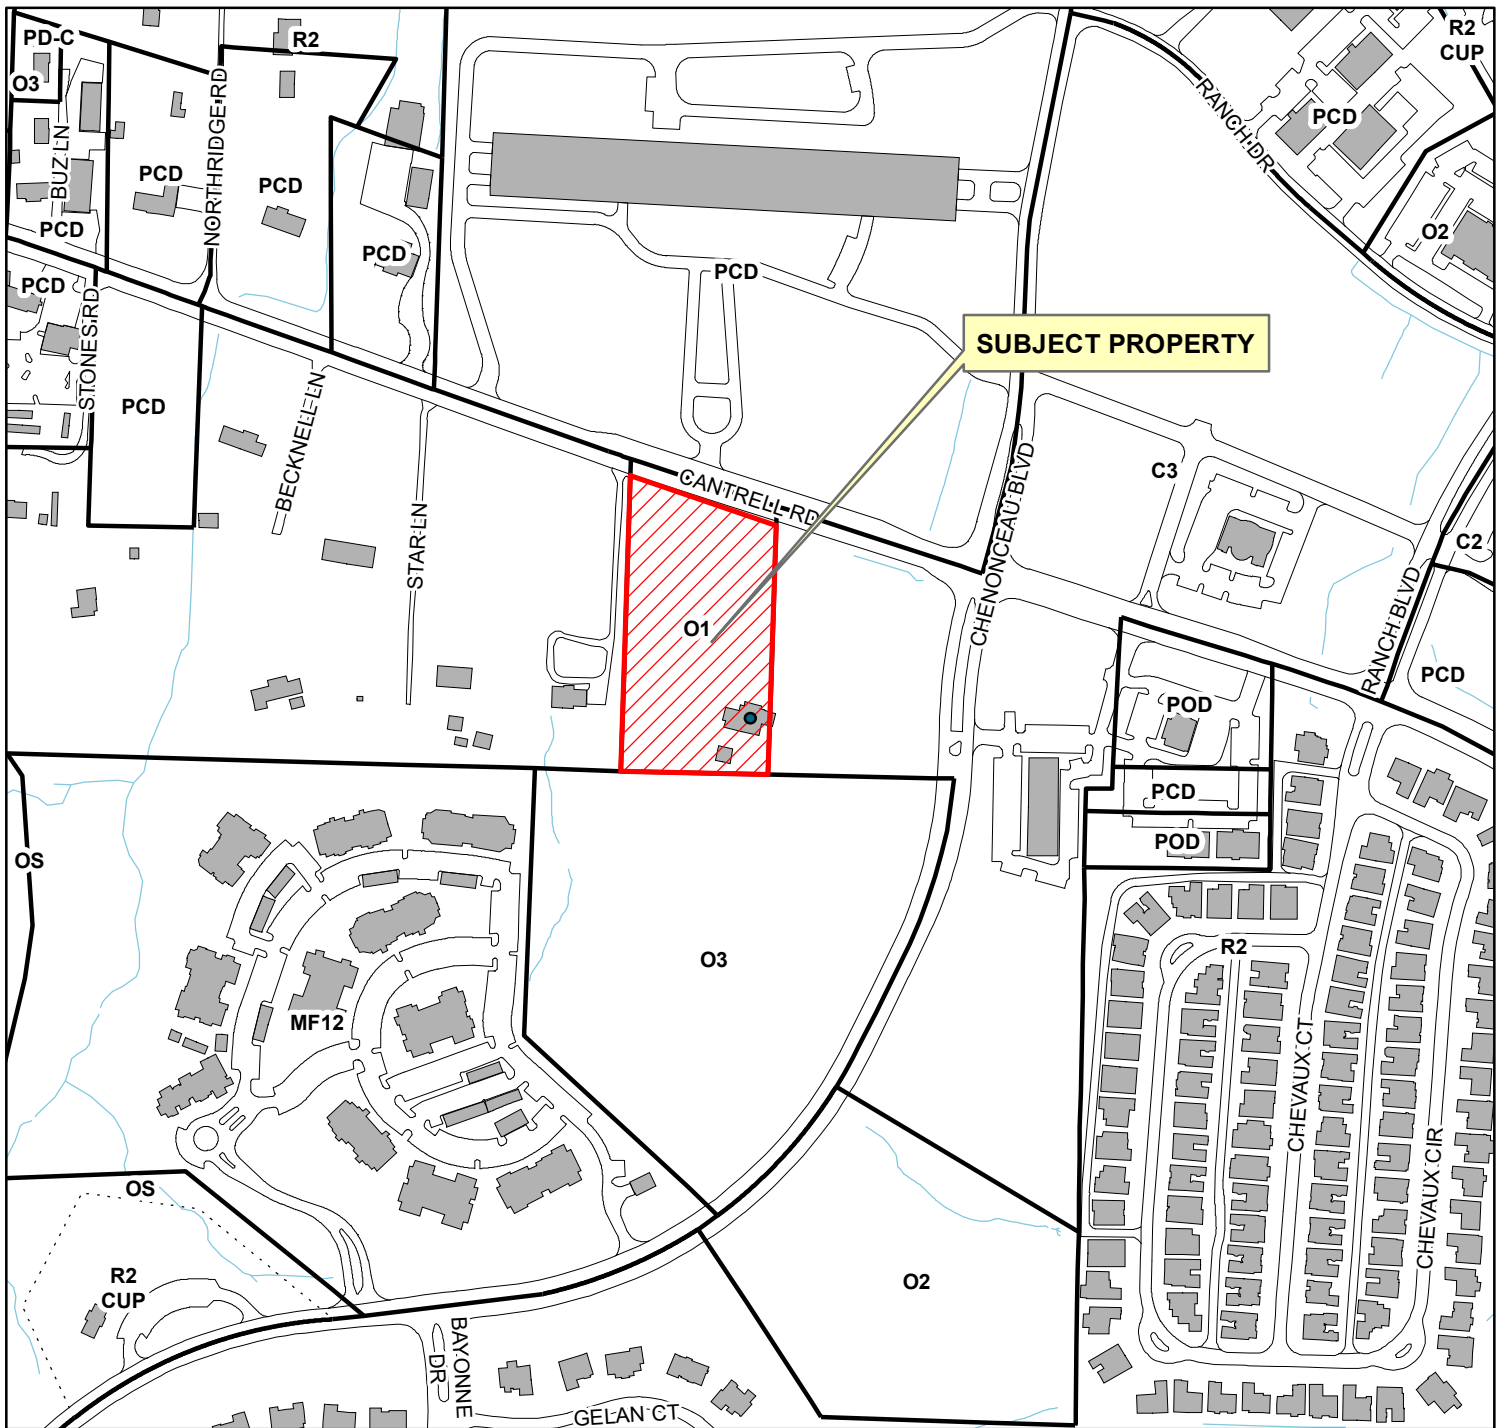 PD-C
R2
R2
CUP
O3
NORTHRIDGE RD
RANCH DR
PCD
BUZ LN
PCD
PCD
PCD
O2
PCD
PCD
PCD
STONES RD
SUBJECT PROPERTY
PCD
BECKNELL LN
STAR LN
CANTRELL RD
CHENONCEAU BLVD
C3
C2
RANCH BLVD
O1
PCD
POD
PCD
POD
OS
R2
O3
MF12
CHEVAUX CT
CHEVAUX CIR
OS
R2
CUP
O2
BAYONNE
DR
GELAN CT